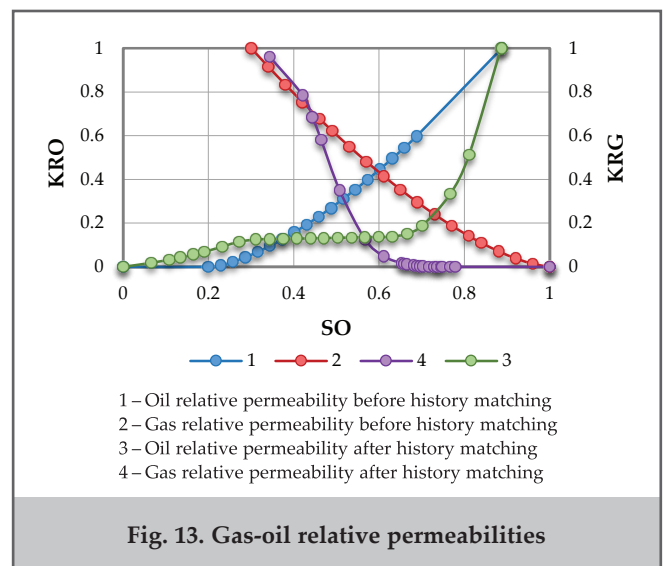 1 1
0.8 0.8
0.6 0.6
0.4 0.4
0.2 0.2
0 0
KRO
KRG
0 0.2 0.4 0.6 0.8 1
SO
1 2 4 3
1 – Oil relative permeability before history matching
2 – Gas relative permeability before history matching
3 – Oil relative permeability after history matching
4 – Gas relative permeability after history matching
Fig. 13. Gas-oil relative permeabilities